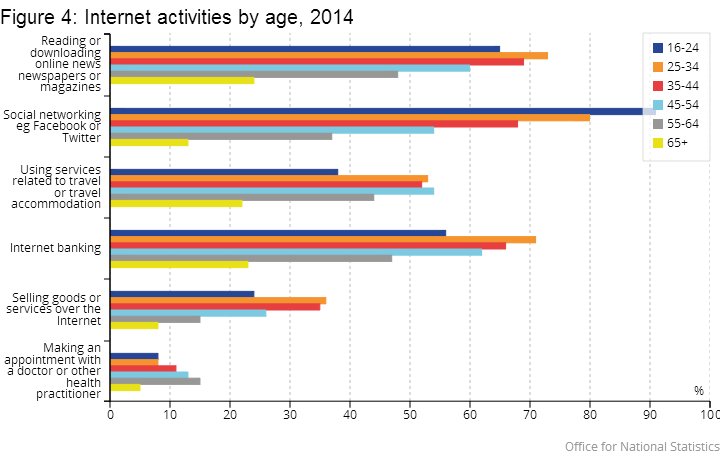 Figure 4: Internet activities by age, 2014
Reading or
downloading
online news
newspapers or
magazines
Social networking
eg Facebook or
Twitter
Using services
related to travel
or travel
accommodation
Internet banking
Selling goods or
services over the
Internet
Making an
appointment with
a doctor or other
health
practitioner
16-24
25-34
35-44
45-54
55-64
65+
%
0 10 20 30 40 50 60 70 80 90 100
Office for National Statistics